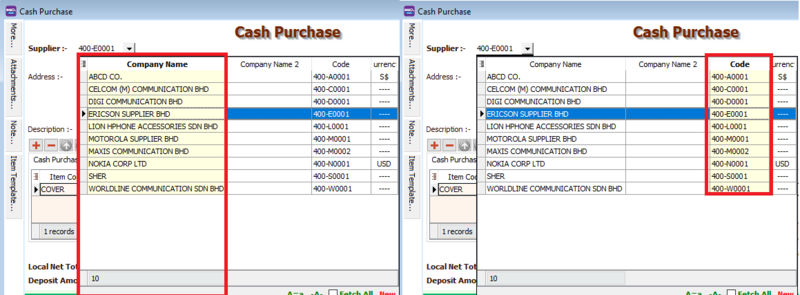 Cash Purchase
Cash Purchase
More...
Attachments...
Note...
Item Template...
Supplier :- 400-E0001
Address :-
Description :-
Company Name Company Name 2 Code urrenc
ABCD CO. 400-A0001 S$
CELCOM (M) COMMUNICATION BHD 400-C0001 ----
DIGI COMMUNICATION BHD 400-D0001 ----
ERICSON SUPPLIER BHD 400-E0001 ----
LION HPHONE ACCESSORIES SDN BHD 400-L0001 ----
MOTOROLA SUPPLIER BHD 400-M0001 ----
MAXIS COMMUNICATION BHD 400-M0002 ----
NOKIA CORP LTD 400-N0001 USD
SHER 400-S0001 ----
WORLDLINE COMMUNICATION SDN BHD 400-W0001 ----
Cash Purchas
Item Co
COVER
1 records
Local Net Tot
Deposit Amo
10
A=a -A- Fetch All New
Cash Purchase
Cash Purchase
More...
Attachments...
Note...
Item Template...
Supplier :- 400-E0001
Address :-
Description :-
Company Name Company Name 2 Code urrenc
ABCD CO. 400-A0001 S$
CELCOM (M) COMMUNICATION BHD 400-C0001 ----
DIGI COMMUNICATION BHD 400-D0001 ----
ERICSON SUPPLIER BHD 400-E0001 ----
LION HPHONE ACCESSORIES SDN BHD 400-L0001 ----
MOTOROLA SUPPLIER BHD 400-M0001 ----
MAXIS COMMUNICATION BHD 400-M0002 ----
NOKIA CORP LTD 400-N0001 USD
SHER 400-S0001 ----
WORLDLINE COMMUNICATION SDN BHD 400-W0001 ----
Cash Purchas
Item Co
COVER
1 records
Local Net Tot
Deposit Amo
10
A=a -A- Fetch All New